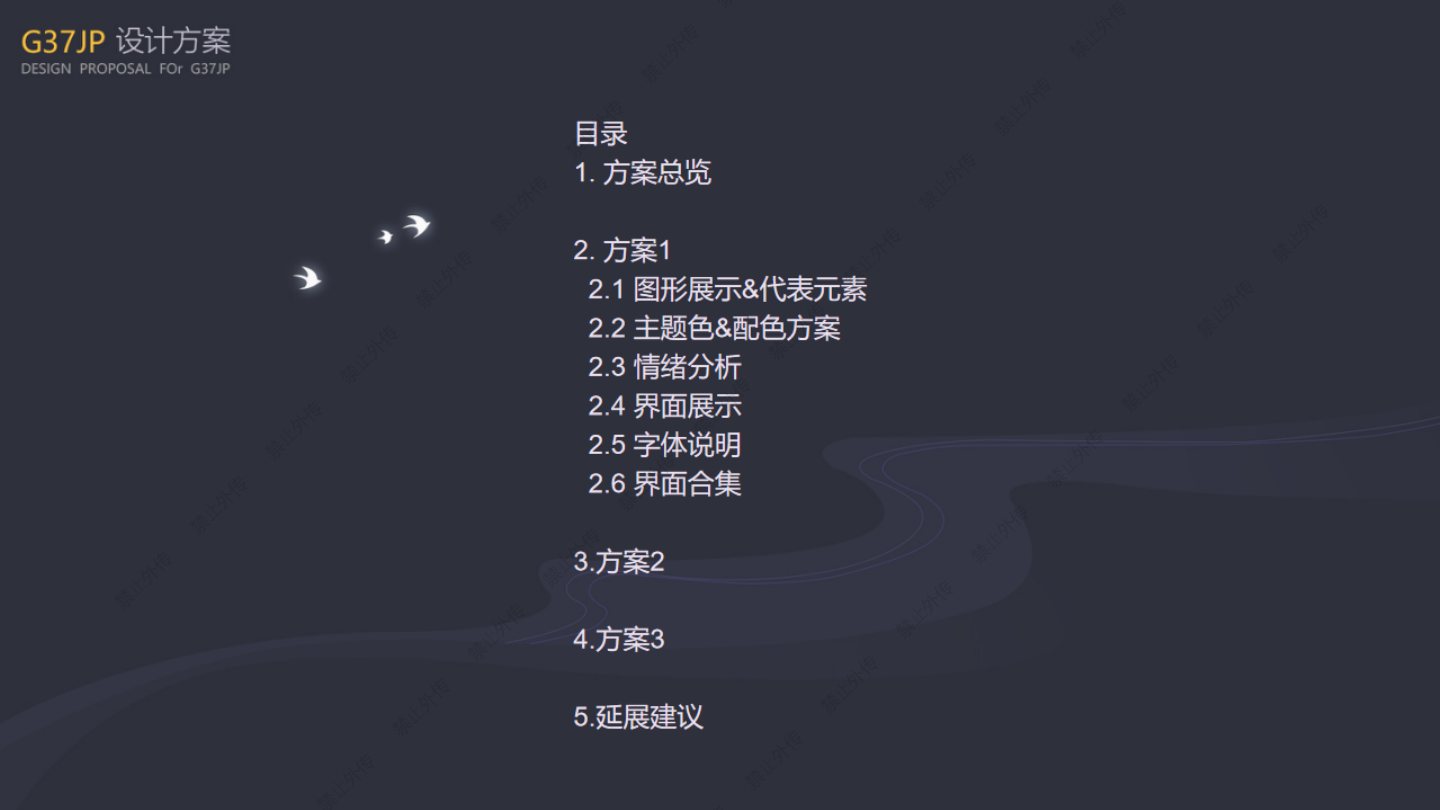 G37JP 设计方案
DESIGN PROPOSAL FOr G37JP
目录
1. 方案总览
2. 方案1
2.1 图形展示&代表元素
2.2 主题色&配色方案
2.3 情绪分析
2.4 界面展示
2.5 字体说明
2.6 界面合集
3.方案2
4.方案3
5.延展建议
禁止外传